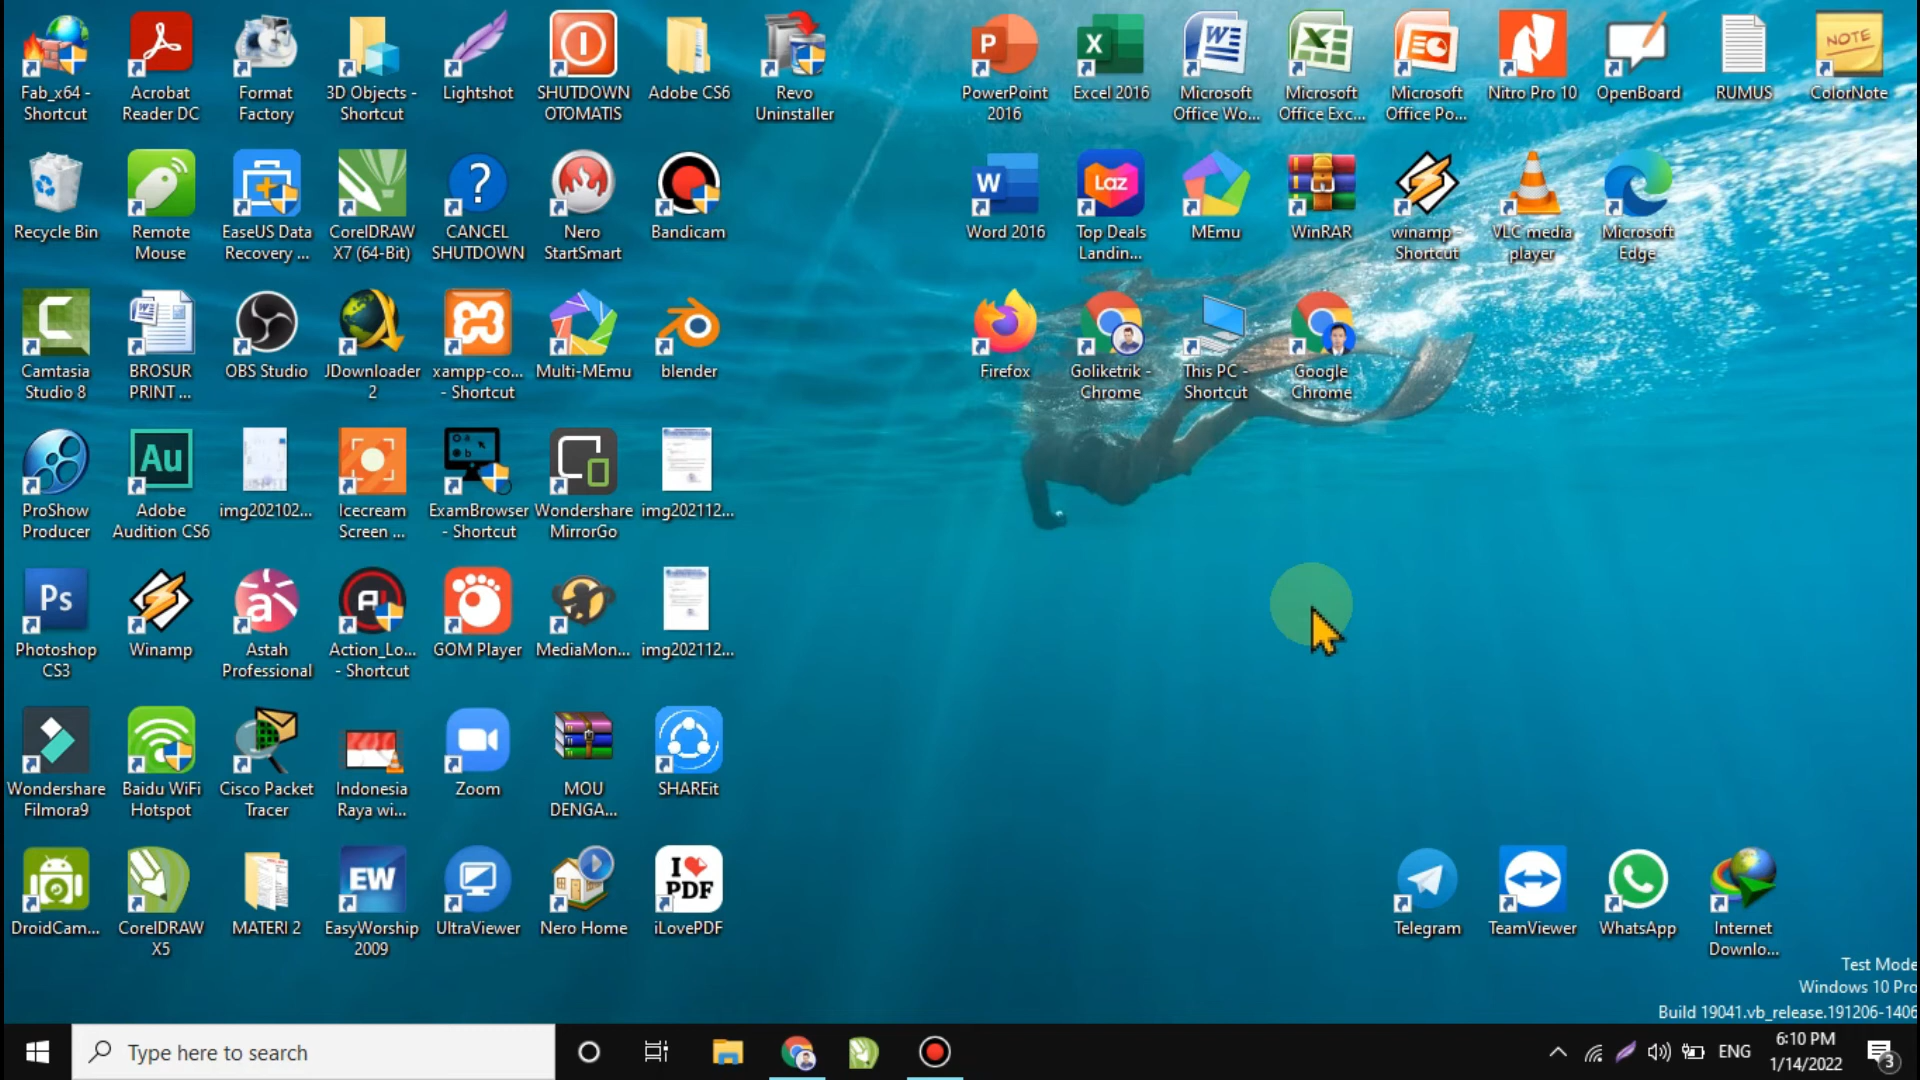 Fab_x64 -
Shortcut
Acrobat
Reader DC
Format
Factory
3D Objects -
Shortcut
Lightshot
SHUTDOWN
OTOMATIS
Adobe CS6
Revo
Uninstaller
P
PowerPoint
2016
X
Excel 2016
W
Microsoft
Office Wo...
Microsoft
Office Exc...
Microsoft
Office Po...
Nitro Pro 10
OpenBoard
RUMUS
NOTE
ColorNote
Recycle Bin
Remote
Mouse
EaseUS Data
Recovery ...
CorelDRAW
X7 (64-Bit)
?
CANCEL
SHUTDOWN
Nero
StartSmart
Bandicam
W
Word 2016
Laz
Top Deals
Landin...
MEmu
WinRAR
winamp -
Shortcut
VLC media
player
Microsoft
Edge
Camtasia
Studio 8
BROSUR
PRINT ...
OBS Studio
JDownloader
2
xampp-co...
- Shortcut
Multi-MEmu
blender
Firefox
Goliketrik -
Chrome
This PC -
Shortcut
Google
Chrome
ProShow
Producer
Au
Adobe
Audition CS6
img202102...
Icecream
Screen ...
ExamBrowser
- Shortcut
Wondershare
MirrorGo
img202112...
Ps
Photoshop
CS3
Winamp
a
Astah
Professional
Action_Lo...
- Shortcut
GOM Player
MediaMon...
img202112...
Wondershare
Filmora9
Baidu WiFi
Hotspot
Cisco Packet
Tracer
Indonesia
Raya wi...
Zoom
MOU
DENGA...
SHAREit
DroidCam...
CorelDRAW
X5
MATERI 2
EW
EasyWorship
2009
UltraViewer
Nero Home
I
PDF
iLovePDF
Telegram
TeamViewer
WhatsApp
Internet
Downlo...
Test Mode
Windows 10 Pro
Build 19041.vb_release.191206-1406
Type here to search
ENG
6:10 PM
1/14/2022
3